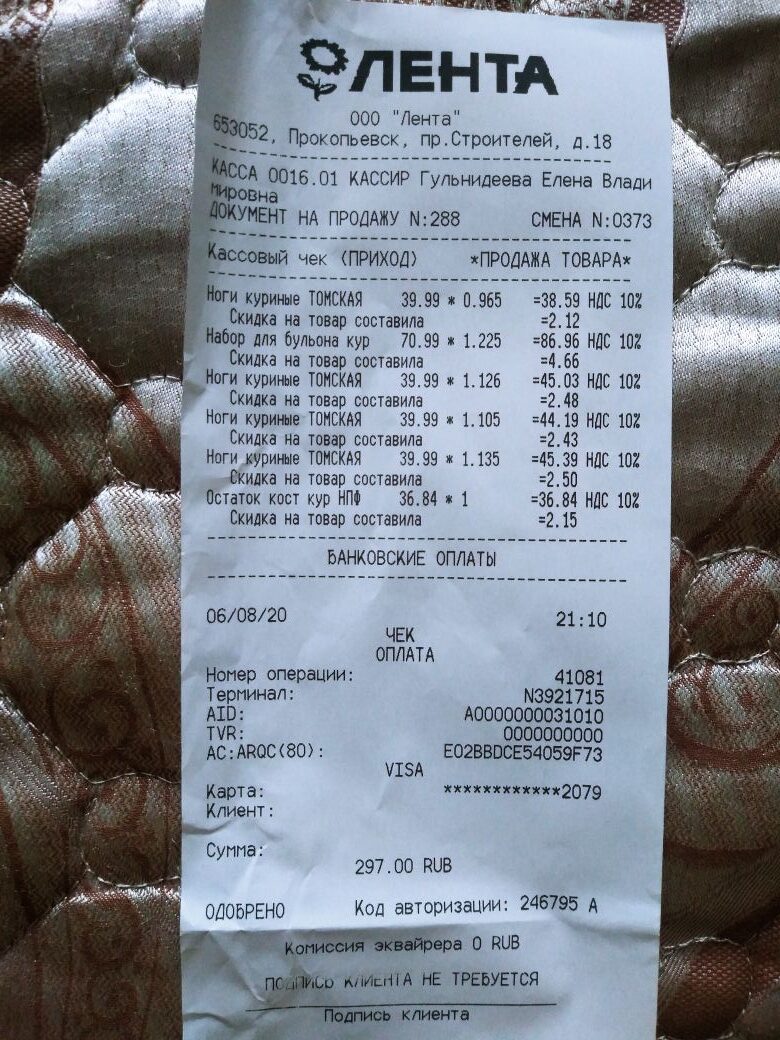 ЛЕНТА
ООО "Лента"
653052, Прокопьевск, пр.Строителей, д.18
КАССА 0016.01 КАССИР Гульнидеева Елена Влади
мировна
ДОКУМЕНТ НА ПРОДАЖУ N:288 СМЕНА N:0373
Кассовый чек (ПРИХОД) *ПРОДАЖА ТОВАРА*
Ноги куриные ТОМСКАЯ 39.99 * 0.965 =38.59 НДС 10%
Скидка на товар составила =2.12
Набор для бульона кур 70.99 * 1.225 =86.96 НДС 10%
Скидка на товар составила =4.66
Ноги куриные ТОМСКАЯ 39.99 * 1.126 =45.03 НДС 10%
Скидка на товар составила =2.48
Ноги куриные ТОМСКАЯ 39.99 * 1.105 =44.19 НДС 10%
Скидка на товар составила =2.43
Ноги куриные ТОМСКАЯ 39.99 * 1.135 =45.39 НДС 10%
Скидка на товар составила =2.50
Остаток кост кур НПФ 36.84 * 1 =36.84 НДС 10%
Скидка на товар составила =2.15
БАНКОВСКИЕ ОПЛАТЫ
06/08/20 21:10
ЧЕК
ОПЛАТА
Номер операции: 41081
Терминал: N3921715
AID: A0000000031010
TVR: 0000000000
AC:ARQC(80): E02BBDCE54059F73
VISA
Карта: ************2079
Клиент:
Сумма:
297.00 RUB
ОДОБРЕНО Код авторизации: 246795 A
Комиссия эквайрера 0 RUB
ПОДПИСЬ КЛИЕНТА НЕ ТРЕБУЕТСЯ
Подпись клиента